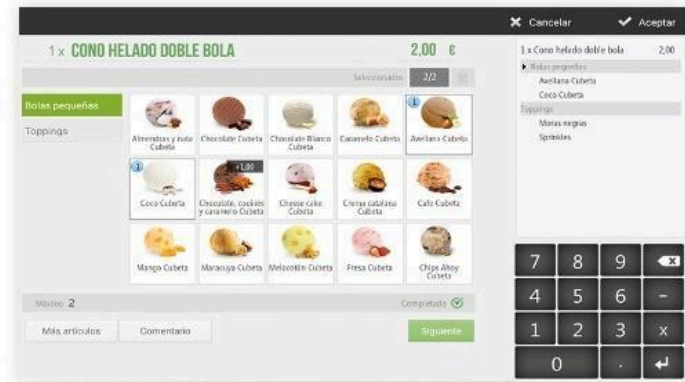 Cancelar
Aceptar
1 x CONO HELADO DOBLE BOLA 2,00 €
Seleccionados 2/2
Bolas pequeñas
Toppings
1
Almendras y nata Cubeta
Chocolate Cubeta
Chocolate Blanco Cubeta
Caramelo Cubeta
Avellana Cubeta
1
+1,00
Coco Cubeta
Chocolate, cookies y caramelo Cubeta
Cheese cake Cubeta
Crema catalana Cubeta
Café Cubeta
Mango Cubeta
Maracuya Cubeta
Melocotón Cubeta
Fresa Cubeta
Chips Ahoy Cubeta
Máximo 2
Completado
Más artículos
Comentario
Siguiente
1 x Cono helado doble bola 2,00
Bolas pequeñas
Avellana Cubeta
Coco Cubeta
Toppings
Moras negras
Sprinkles
7 8 9
4 5 6 -
1 2 3 x
0 .